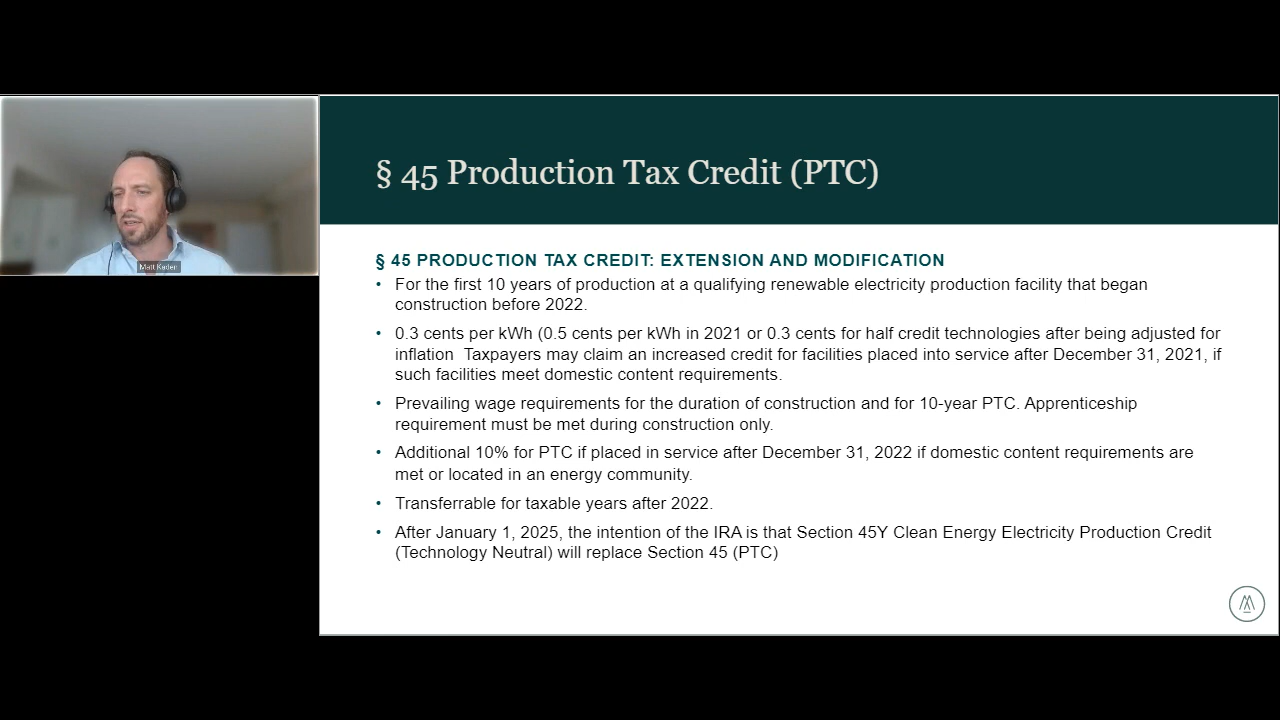 § 45 Production Tax Credit (PTC)
Matt Kaden
§ 45 PRODUCTION TAX CREDIT: EXTENSION AND MODIFICATION
• For the first 10 years of production at a qualifying renewable electricity production facility that began
construction before 2022.
• 0.3 cents per kWh (0.5 cents per kWh in 2021 or 0.3 cents for half credit technologies after being adjusted for
inflation  Taxpayers may claim an increased credit for facilities placed into service after December 31, 2021, if
such facilities meet domestic content requirements.
• Prevailing wage requirements for the duration of construction and for 10-year PTC. Apprenticeship
requirement must be met during construction only.
• Additional 10% for PTC if placed in service after December 31, 2022 if domestic content requirements are
met or located in an energy community.
• Transferrable for taxable years after 2022.
• After January 1, 2025, the intention of the IRA is that Section 45Y Clean Energy Electricity Production Credit
(Technology Neutral) will replace Section 45 (PTC)